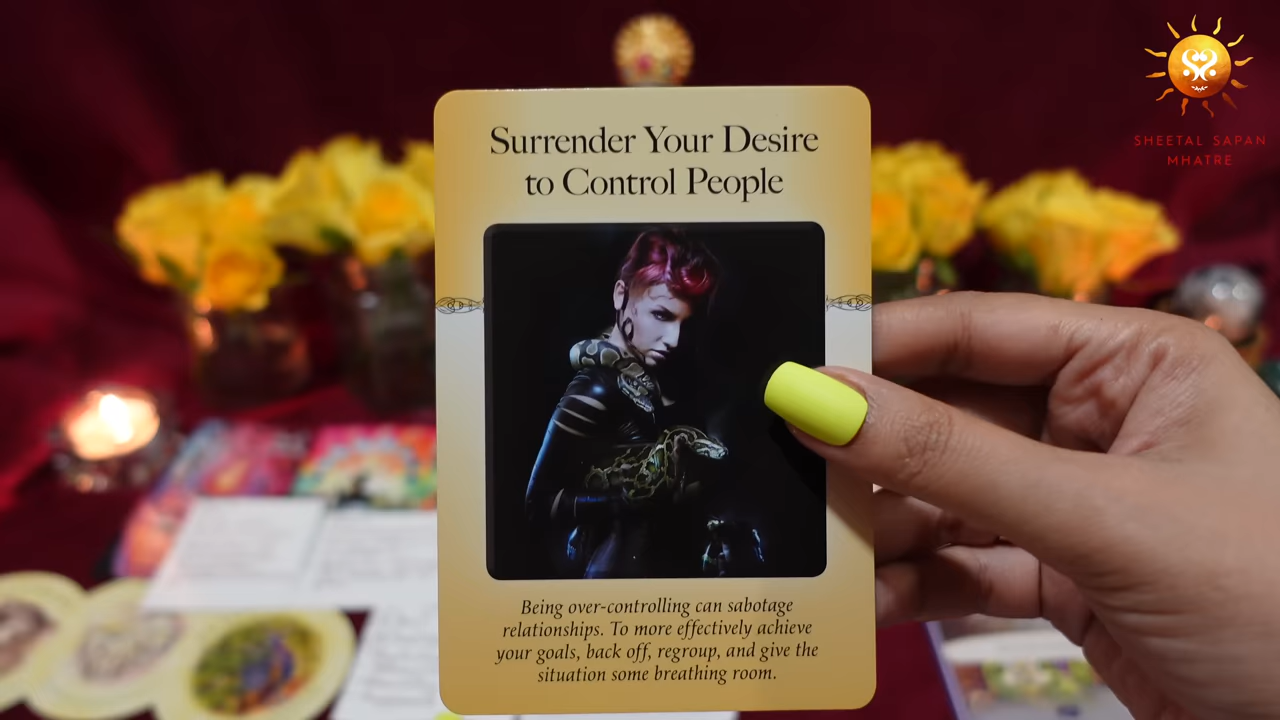 Surrender Your Desire
to Control People
Being over-controlling can sabotage
relationships. To more effectively achieve
your goals, back off, regroup, and give the
situation some breathing room.
SHEETAL SAPAN
MHATRE